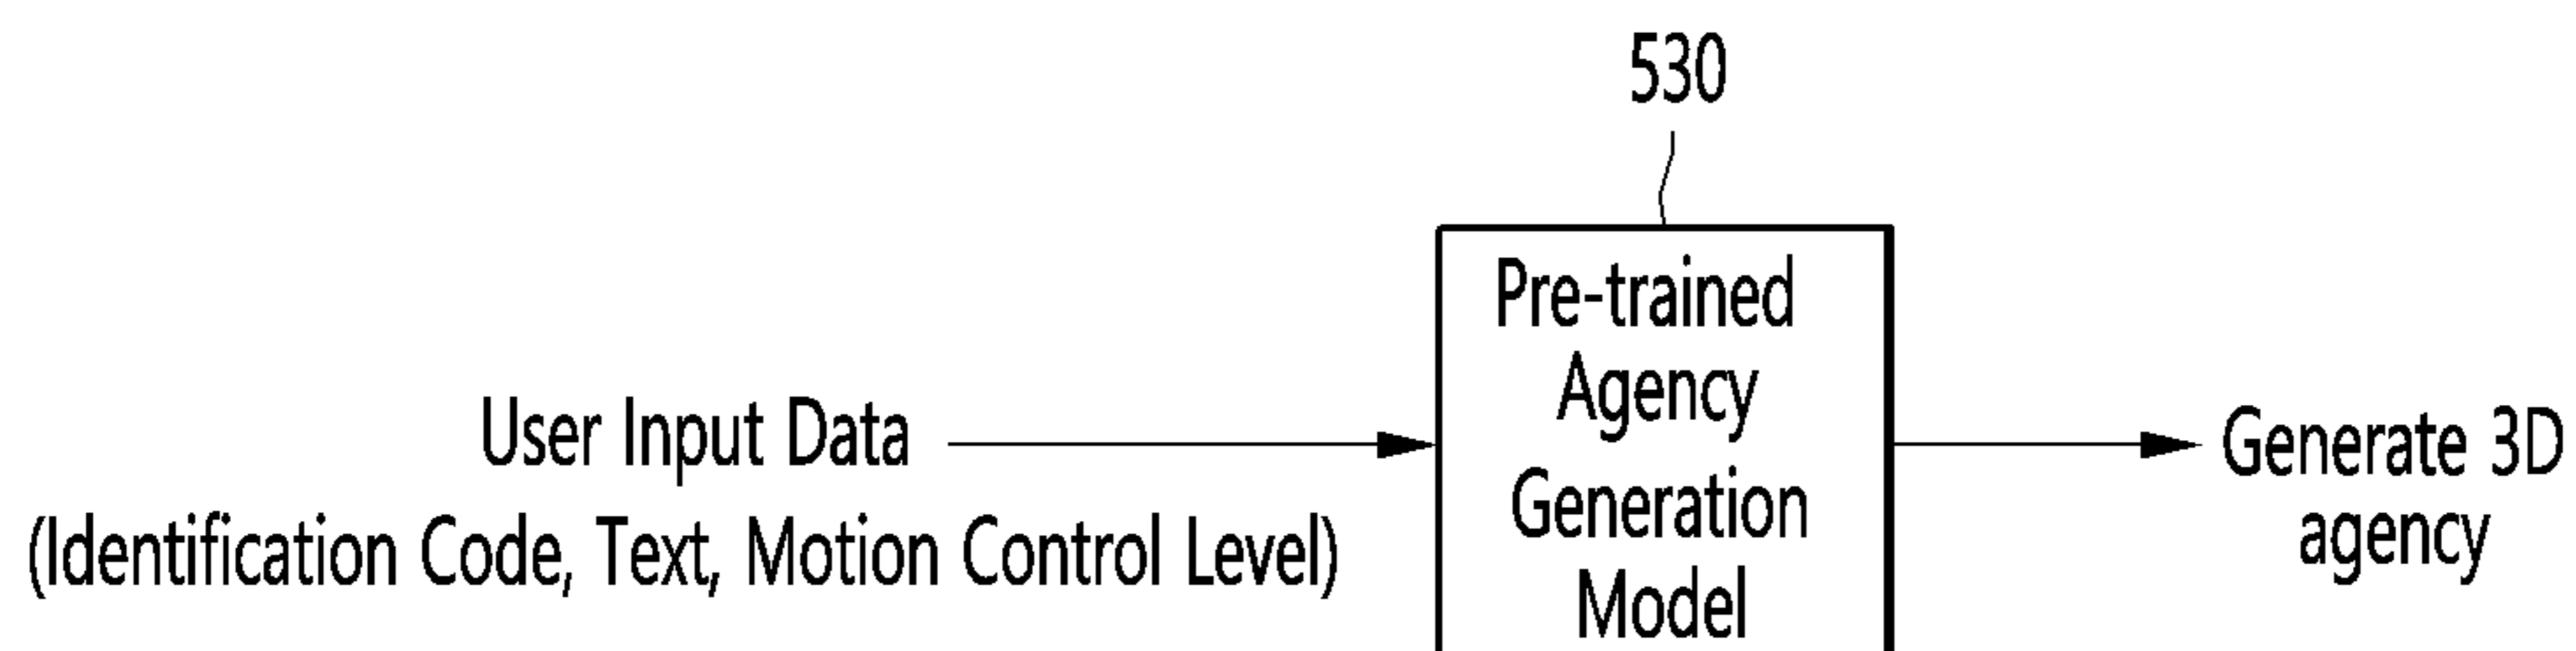 530
Pre-trained
Agency
Generation
Model
User Input Data
(Identification Code, Text, Motion Control Level)
Generate 3D
agency